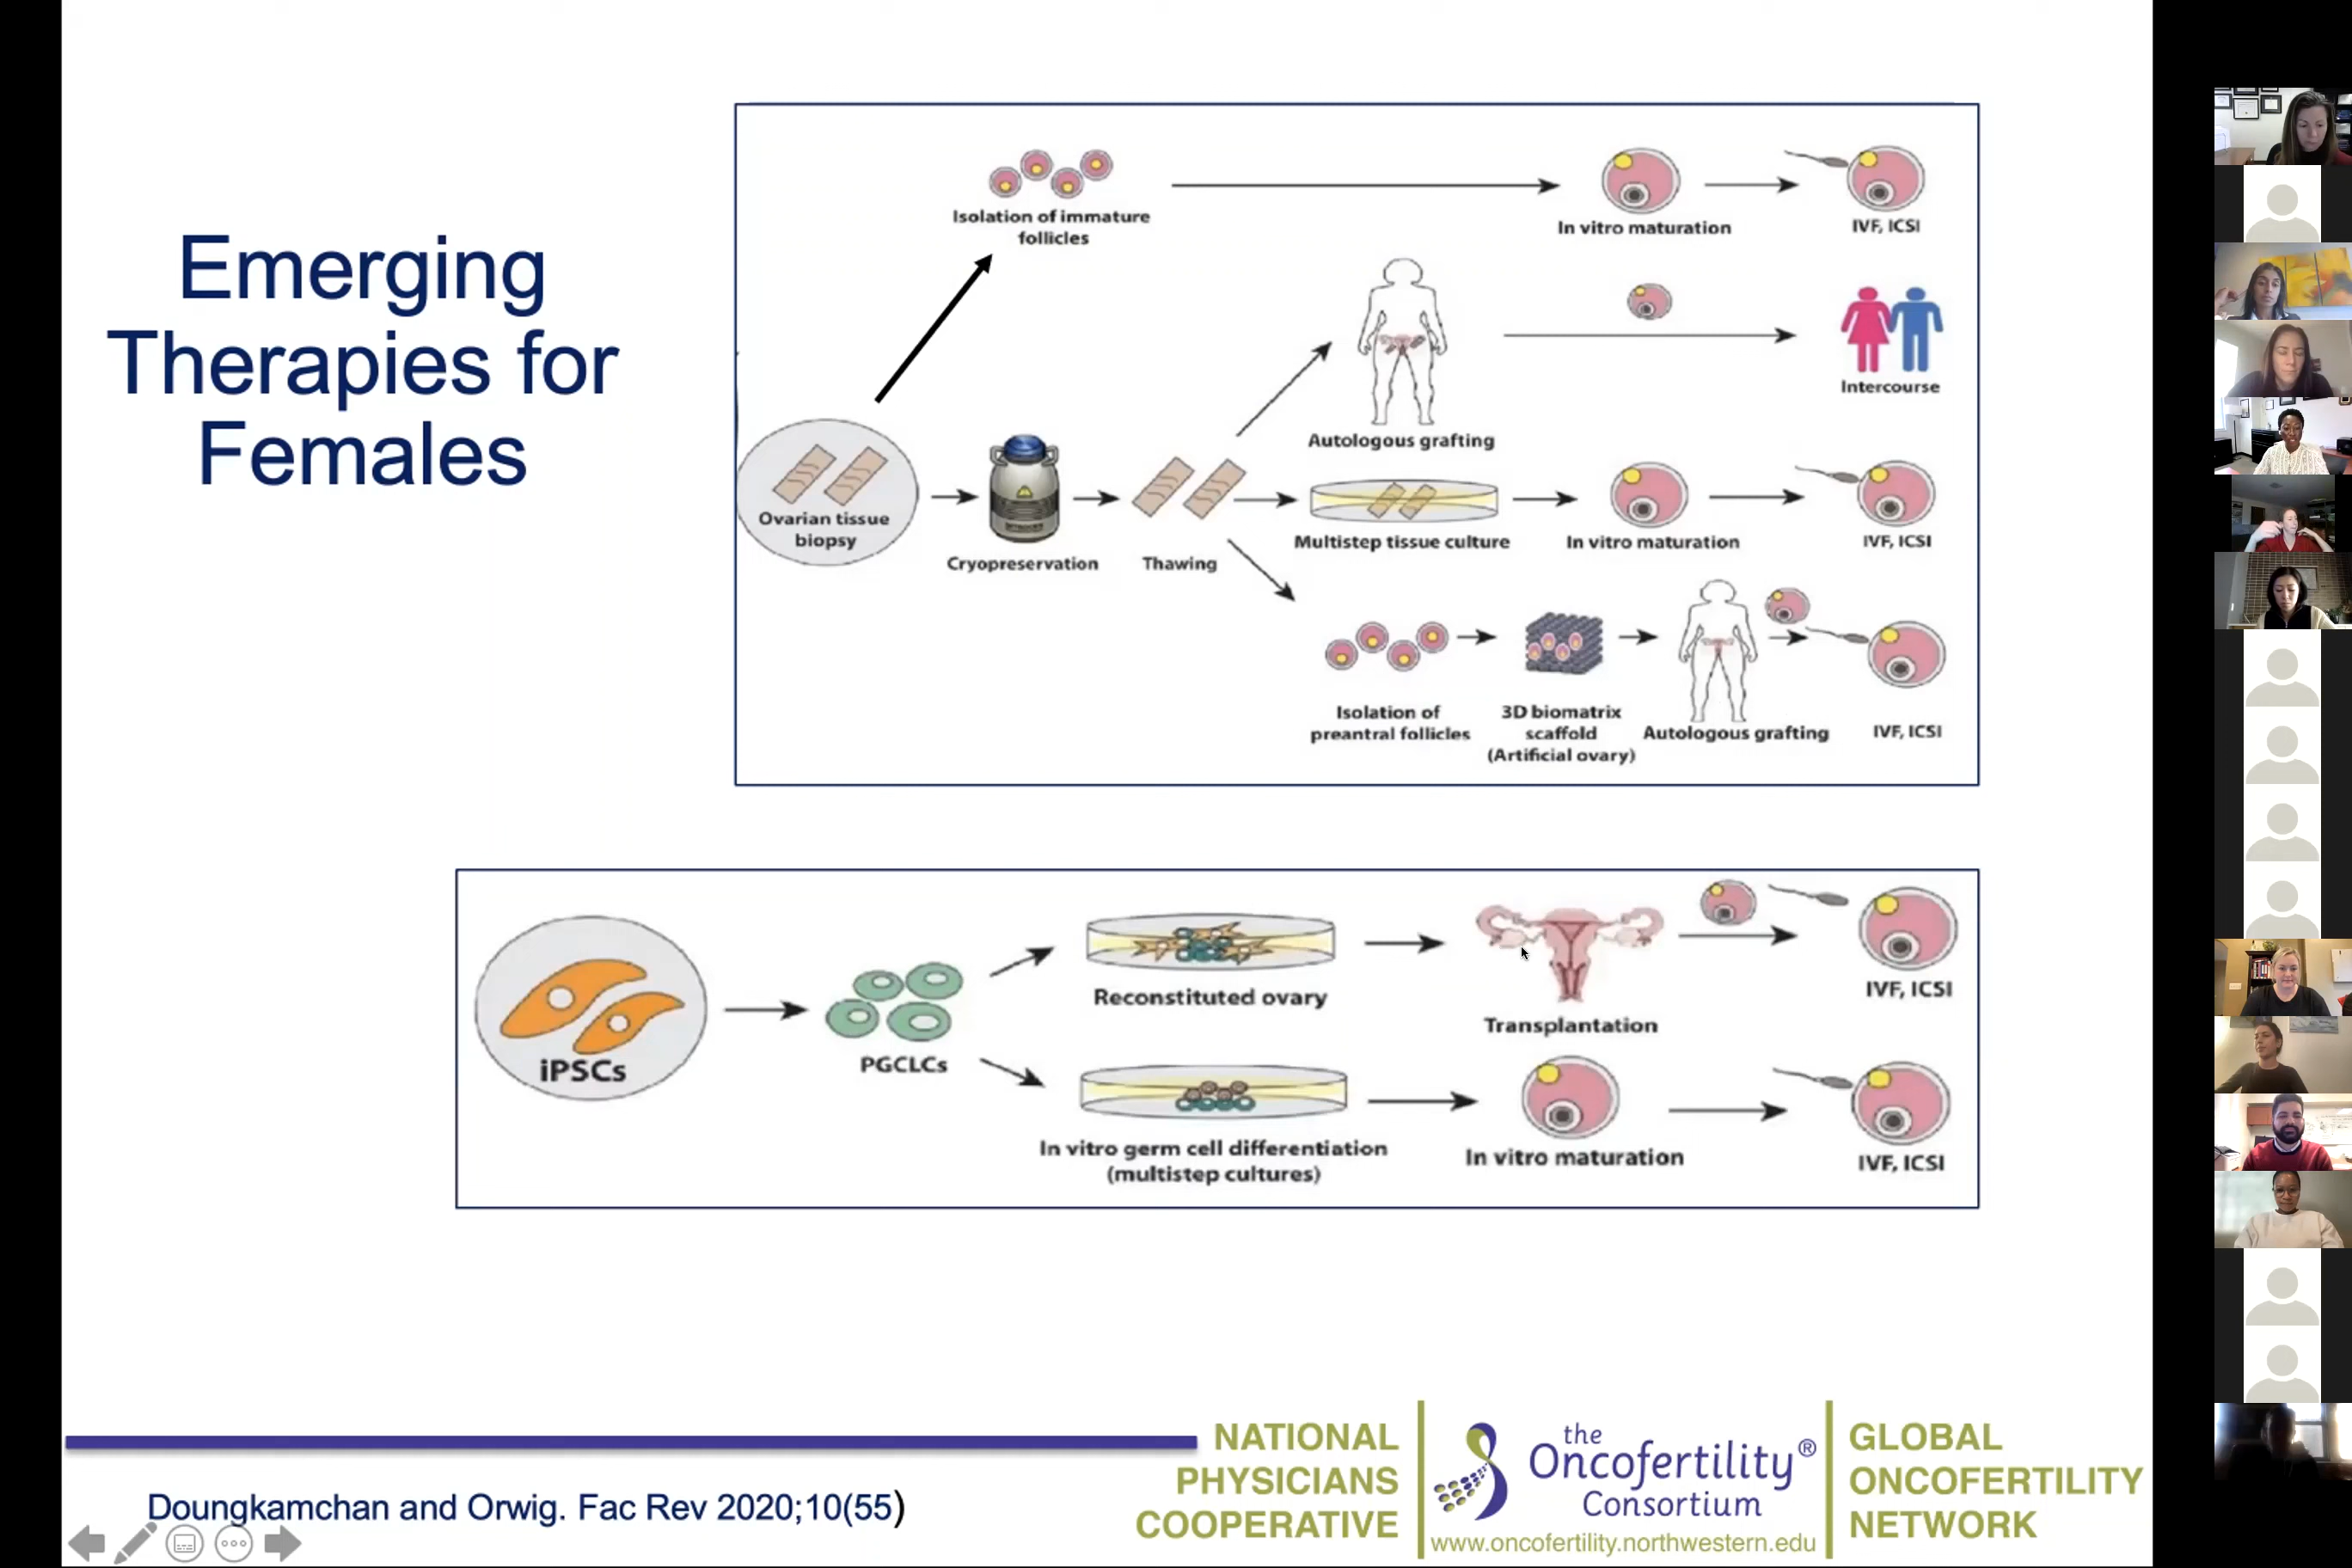 Emerging
Therapies for
Females
Isolation of immature
follicles
In vitro maturation
IVF, ICSI
Intercourse
Autologous grafting
Ovarian tissue
biopsy
Cryopreservation
Thawing
Multistep tissue culture
In vitro maturation
IVF, ICSI
Isolation of
preantral follicles
3D biomatrix
scaffold
(Artificial ovary)
Autologous grafting
IVF, ICSI
iPSCs
PGCLCs
Reconstituted ovary
Transplantation
IVF, ICSI
In vitro germ cell differentiation
(multistep cultures)
In vitro maturation
IVF, ICSI
Doungkamchan and Orwig. Fac Rev 2020;10(55)
NATIONAL
PHYSICIANS
COOPERATIVE
the
Oncofertility®
Consortium
www.oncofertility.northwestern.edu
GLOBAL
ONCOFERTILITY
NETWORK